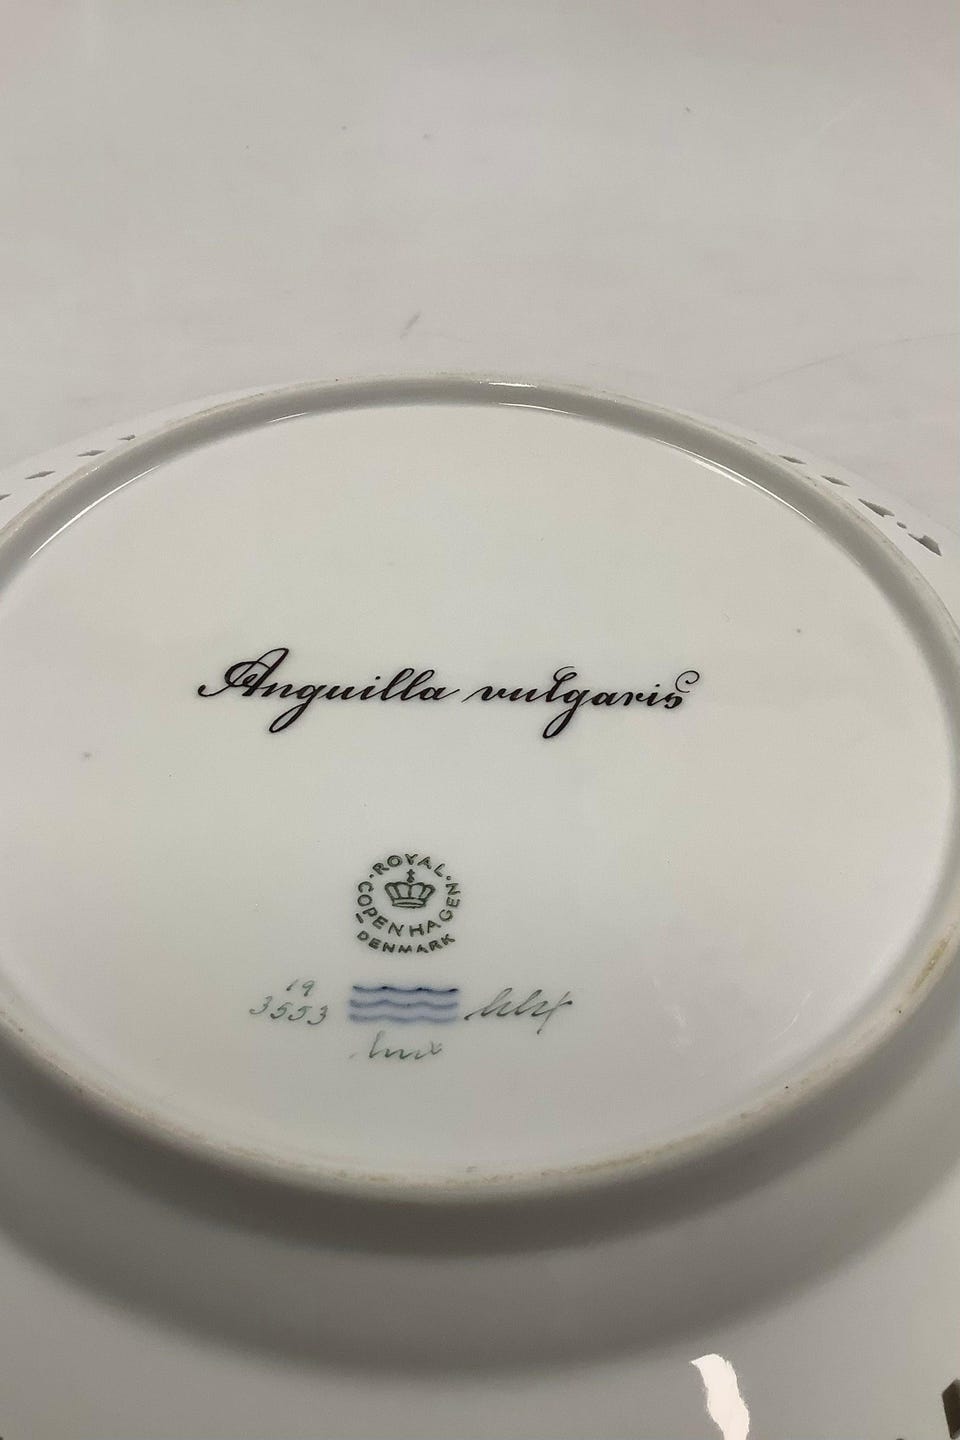 Anguilla vulgaris
ROYAL COPENHAGEN
DENMARK
19
3553